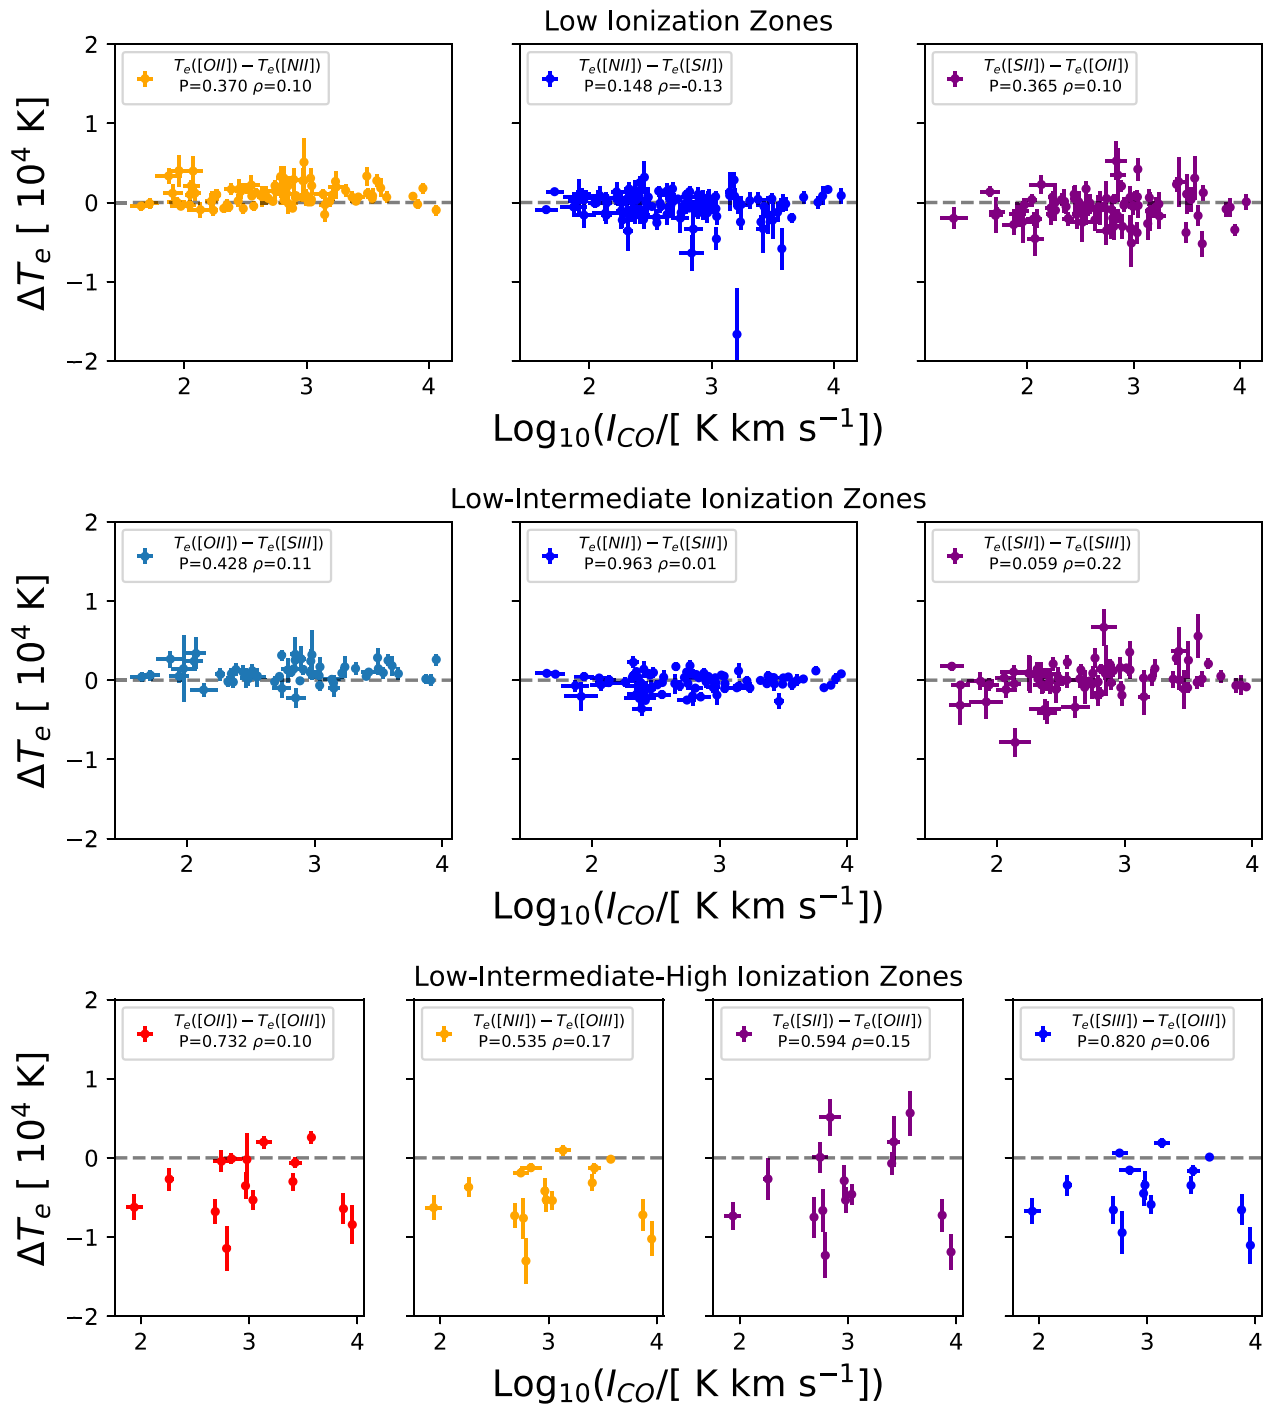 Low Ionization Zones
ΔT_e [ 10^4 K]
2
1
0
−1
−2
T_e([OII]) − T_e([NII])
P=0.370 ρ=0.10
2 3 4
T_e([NII]) − T_e([SII])
P=0.148 ρ=-0.13
2 3 4
T_e([SII]) − T_e([OII])
P=0.365 ρ=0.10
2 3 4
Log₁₀(I_CO/[ K km s⁻¹])
Low-Intermediate Ionization Zones
ΔT_e [ 10^4 K]
2
1
0
−1
−2
T_e([OII]) − T_e([SIII])
P=0.428 ρ=0.11
2 3 4
T_e([NII]) − T_e([SIII])
P=0.963 ρ=0.01
2 3 4
T_e([SII]) − T_e([SIII])
P=0.059 ρ=0.22
2 3 4
Log₁₀(I_CO/[ K km s⁻¹])
Low-Intermediate-High Ionization Zones
ΔT_e [ 10^4 K]
2
1
0
−1
−2
T_e([OII]) − T_e([OIII])
P=0.732 ρ=0.10
2 3 4
T_e([NII]) − T_e([OIII])
P=0.535 ρ=0.17
2 3 4
T_e([SII]) − T_e([OIII])
P=0.594 ρ=0.15
2 3 4
T_e([SIII]) − T_e([OIII])
P=0.820 ρ=0.06
2 3 4
Log₁₀(I_CO/[ K km s⁻¹])